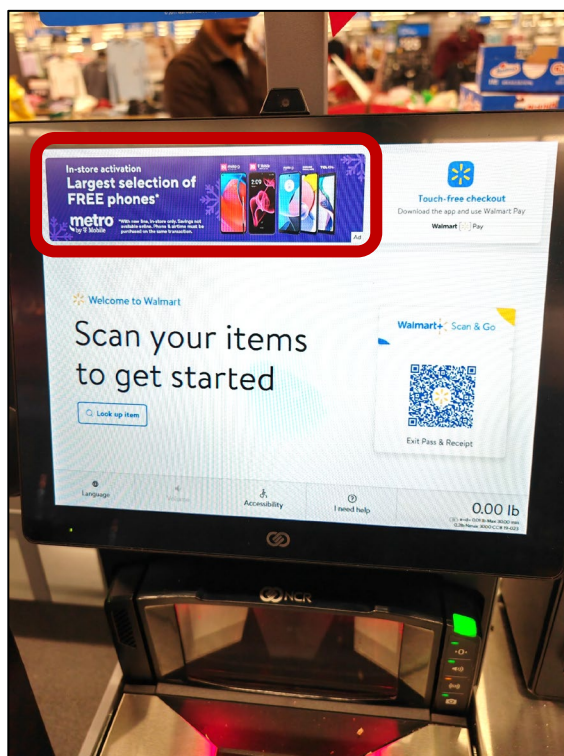 In-store activation
Largest selection of
FREE phones*
metro
by T Mobile
*With new line, in-store only. Savings not
available online. Phone & airtime must be
purchased on the same transaction.
Ad
Touch-free checkout
Download the app and use Walmart Pay
Walmart Pay
Welcome to Walmart
Scan your items
to get started
Look up item
Walmart+ Scan & Go
Exit Pass & Receipt
Language
Volume
Accessibility
I need help
0.00 lb
NCR